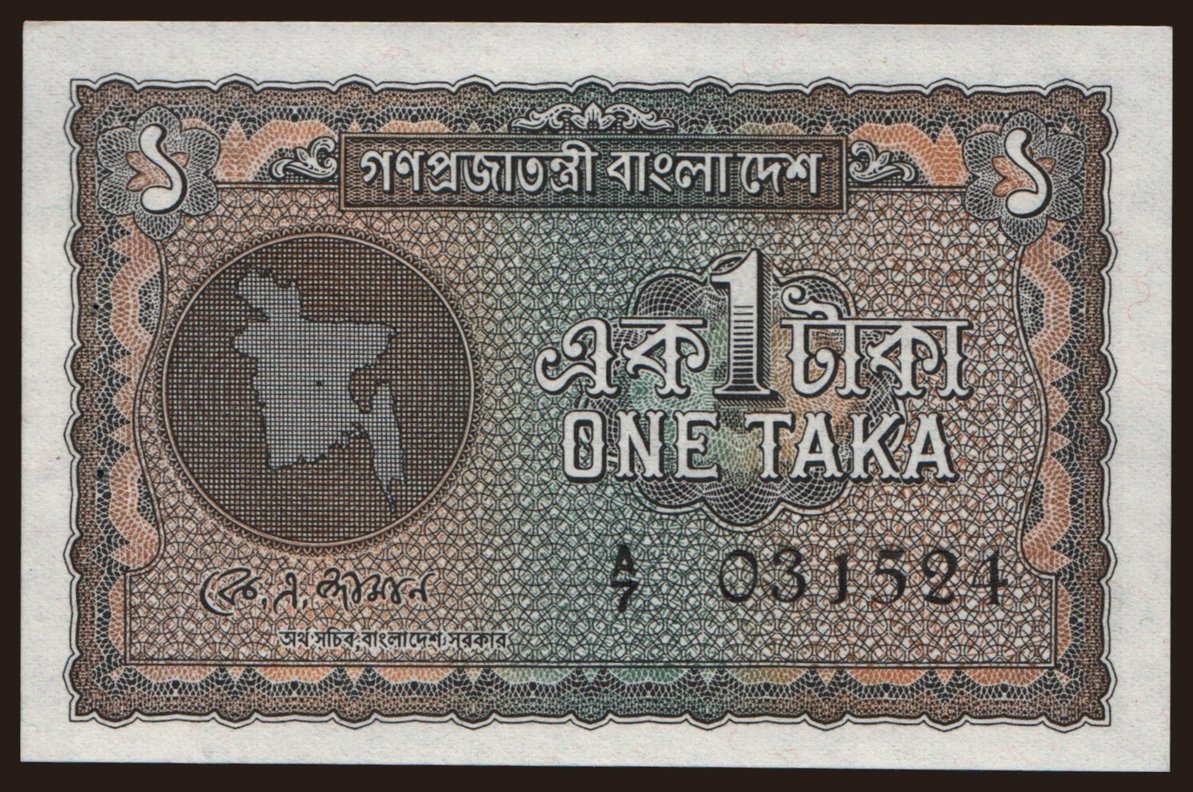 গণপ্রজাতন্ত্রী বাংলা দেশ
১ ১
এক 1 টাকা
ONE TAKA
A/7 031524
কে, এ, জামান
অর্থ সচিব, বাংলাদেশ সরকার